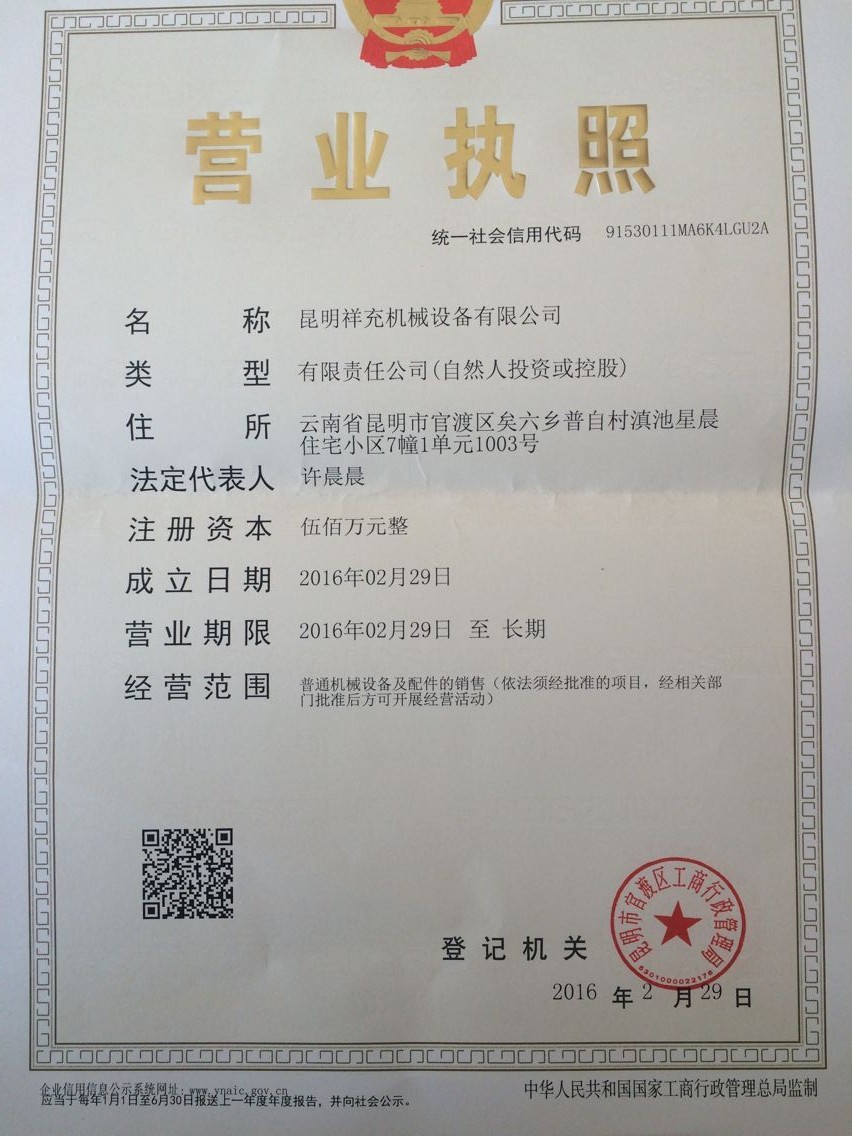 营业执照
统一社会信用代码 91530111MA6K4LGU2A
名称 昆明祥充机械设备有限公司
类型 有限责任公司(自然人投资或控股)
住所 云南省昆明市官渡区矣六乡普自村滇池星晨
住宅小区7幢1单元1003号
法定代表人 许晨晨
注册资本 伍佰万元整
成立日期 2016年02月29日
营业期限 2016年02月29日 至 长期
经营范围 普通机械设备及配件的销售（依法须经批准的项目，经相关部
门批准后方可开展经营活动）
昆明市官渡区工商行政管理局
5301000022176
登记机关
2016 年 2 月 29 日
企业信用信息公示系统网址: www.ynaic.gov.cn
应当于每年1月1日至6月30日报送上一年度年度报告，并向社会公示。
中华人民共和国国家工商行政管理总局监制